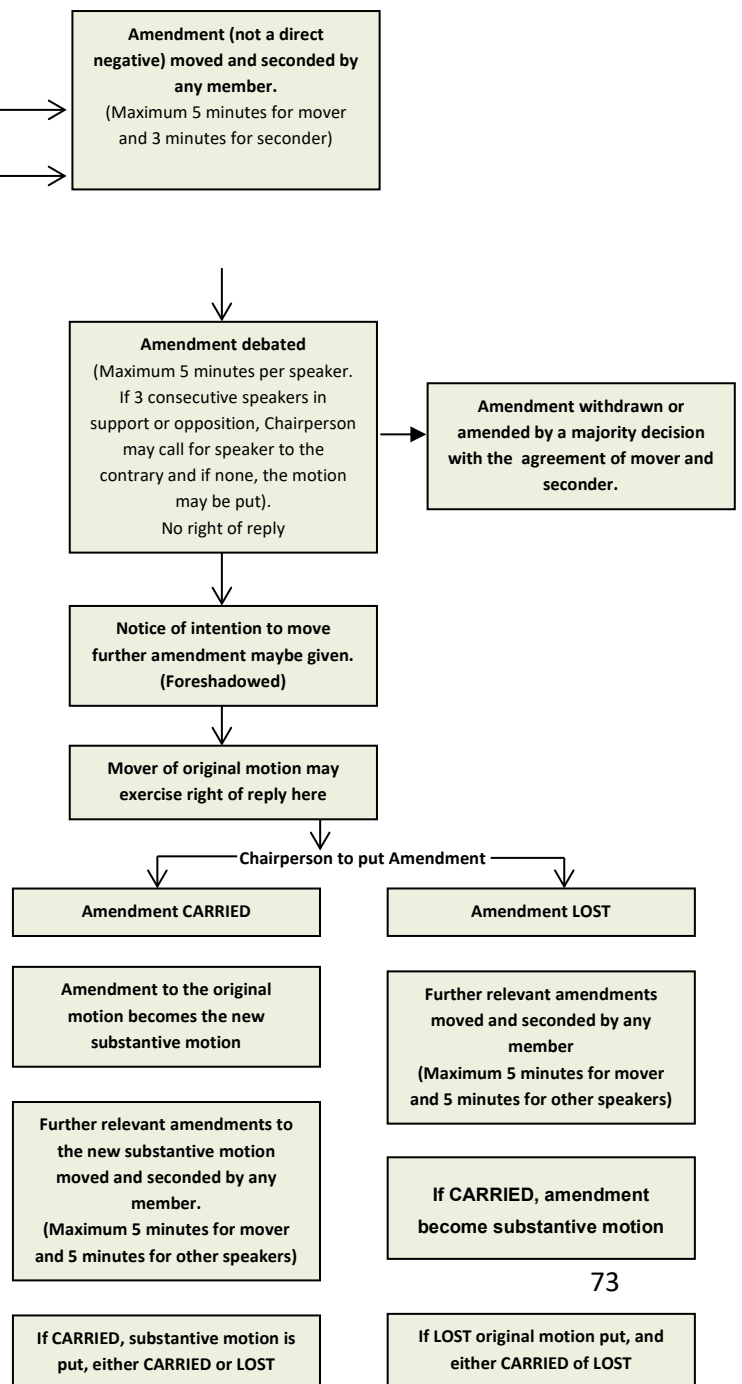 Amendment (not a direct
negative) moved and seconded by
any member.
(Maximum 5 minutes for mover
and 3 minutes for seconder)
Amendment debated
(Maximum 5 minutes per speaker.
If 3 consecutive speakers in
support or opposition, Chairperson
may call for speaker to the
contrary and if none, the motion
may be put).
No right of reply
Amendment withdrawn or
amended by a majority decision
with the agreement of mover and
seconder.
Notice of intention to move
further amendment maybe given.
(Foreshadowed)
Mover of original motion may
exercise right of reply here
Chairperson to put Amendment
Amendment CARRIED
Amendment to the original
motion becomes the new
substantive motion
Further relevant amendments to
the new substantive motion
moved and seconded by any
member.
(Maximum 5 minutes for mover
and 5 minutes for other speakers)
If CARRIED, substantive motion is
put, either CARRIED or LOST
Amendment LOST
Further relevant amendments
moved and seconded by any
member
(Maximum 5 minutes for mover
and 5 minutes for other speakers)
If CARRIED, amendment
become substantive motion
73
If LOST original motion put, and
either CARRIED of LOST